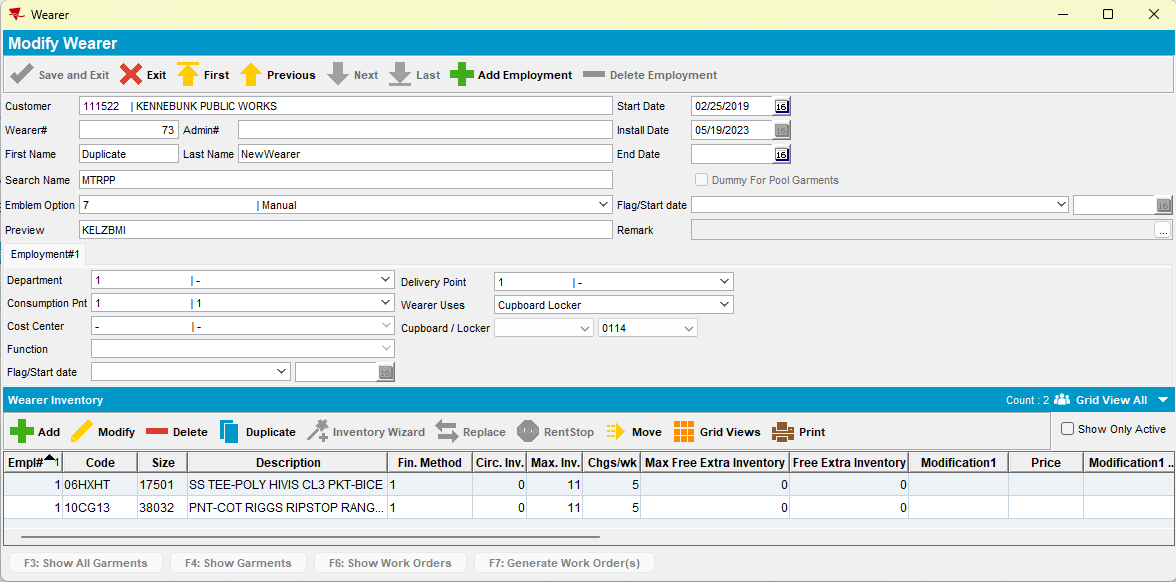 Wearer
Modify Wearer
Save and Exit Exit First Previous Next Last Add Employment Delete Employment
Customer 111522 | KENNEBUNK PUBLIC WORKS Start Date 02/25/2019 16
Wearer# 73 Admin# Install Date 05/19/2023 16
First Name Duplicate Last Name NewWearer End Date 16
Search Name MTRPP Dummy For Pool Garments
Emblem Option 7 | Manual Flag/Start date 16
Preview KELZBMI Remark ...
Employment#1
Department 1 | - Delivery Point 1 | -
Consumption Pnt 1 | 1 Wearer Uses Cupboard Locker
Cost Center - | - Cupboard / Locker 0114
Function
Flag/Start date 16
Wearer Inventory Count : 2 Grid View All
Add Modify Delete Duplicate Inventory Wizard Replace RentStop Move Grid Views Print Show Only Active
Empl# 1 Code Size Description Fin. Method Circ. Inv. Max. Inv. Chgs/wk Max Free Extra Inventory Free Extra Inventory Modification1 Price Modification1 ..
1 06HXHT 17501 SS TEE-POLY HIVIS CL3 PKT-BICE 1 0 11 5 0 0
1 10CG13 38032 PNT-COT RIGGS RIPSTOP RANG... 1 0 11 5 0 0
F3: Show All Garments F4: Show Garments F6: Show Work Orders F7: Generate Work Order(s)